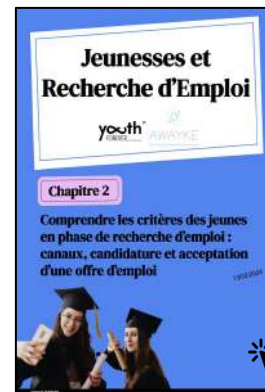 Jeunesses et
Recherche d'Emploi
youth
FOREVER
AWAYKE
Chapitre 2
Comprendre les critères des jeunes
en phase de recherche d'emploi :
canaux, candidature et acceptation
d'une offre d'emploi